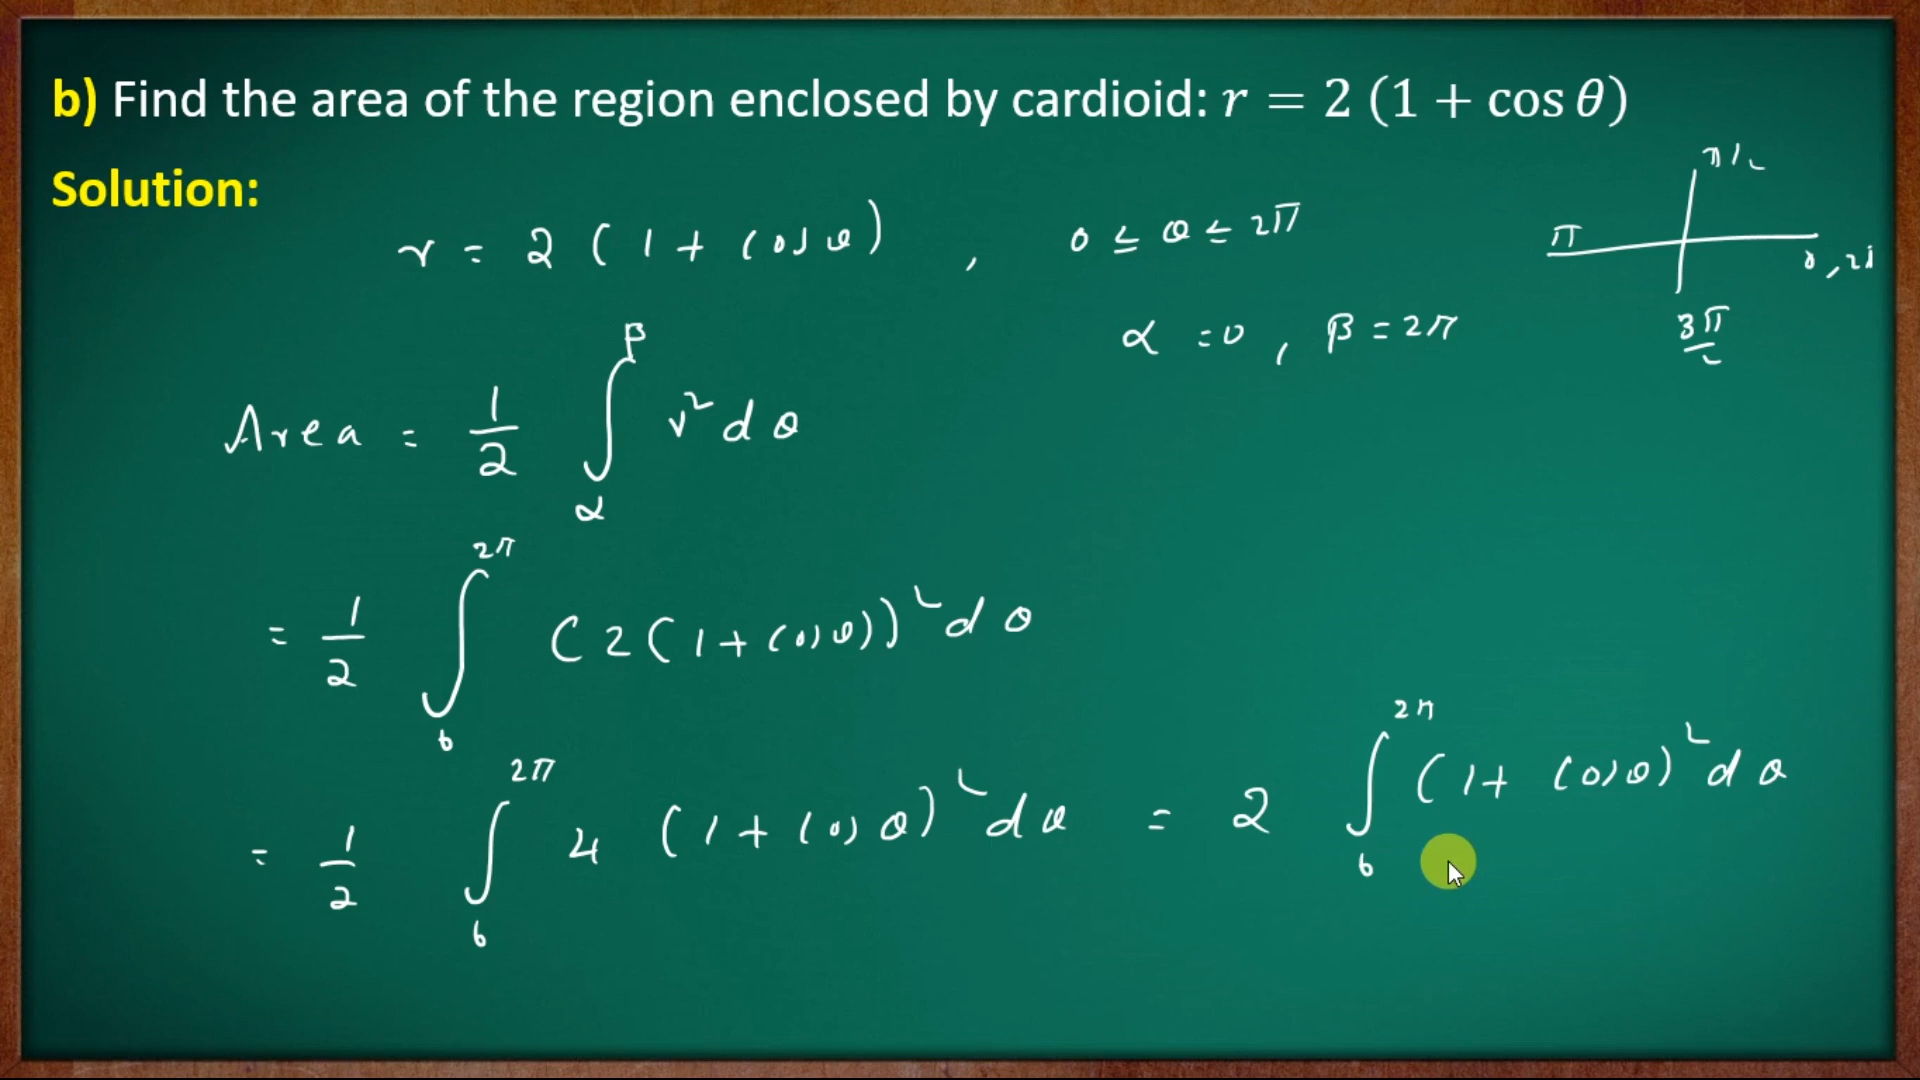 b) Find the area of the region enclosed by cardioid: r = 2 (1 + cos θ)
Solution:
r = 2 (1 + cos θ) , 0 ≤ θ ≤ 2π
π/2
π
0, 2π
3π/2
α = 0 , β = 2π
Area = 1/2 ∫_α^β r² dθ
= 1/2 ∫_0^2π (2(1 + cos θ))² dθ
= 1/2 ∫_0^2π 4 (1 + cos θ)² dθ = 2 ∫_0^2π (1 + cos θ)² dθ